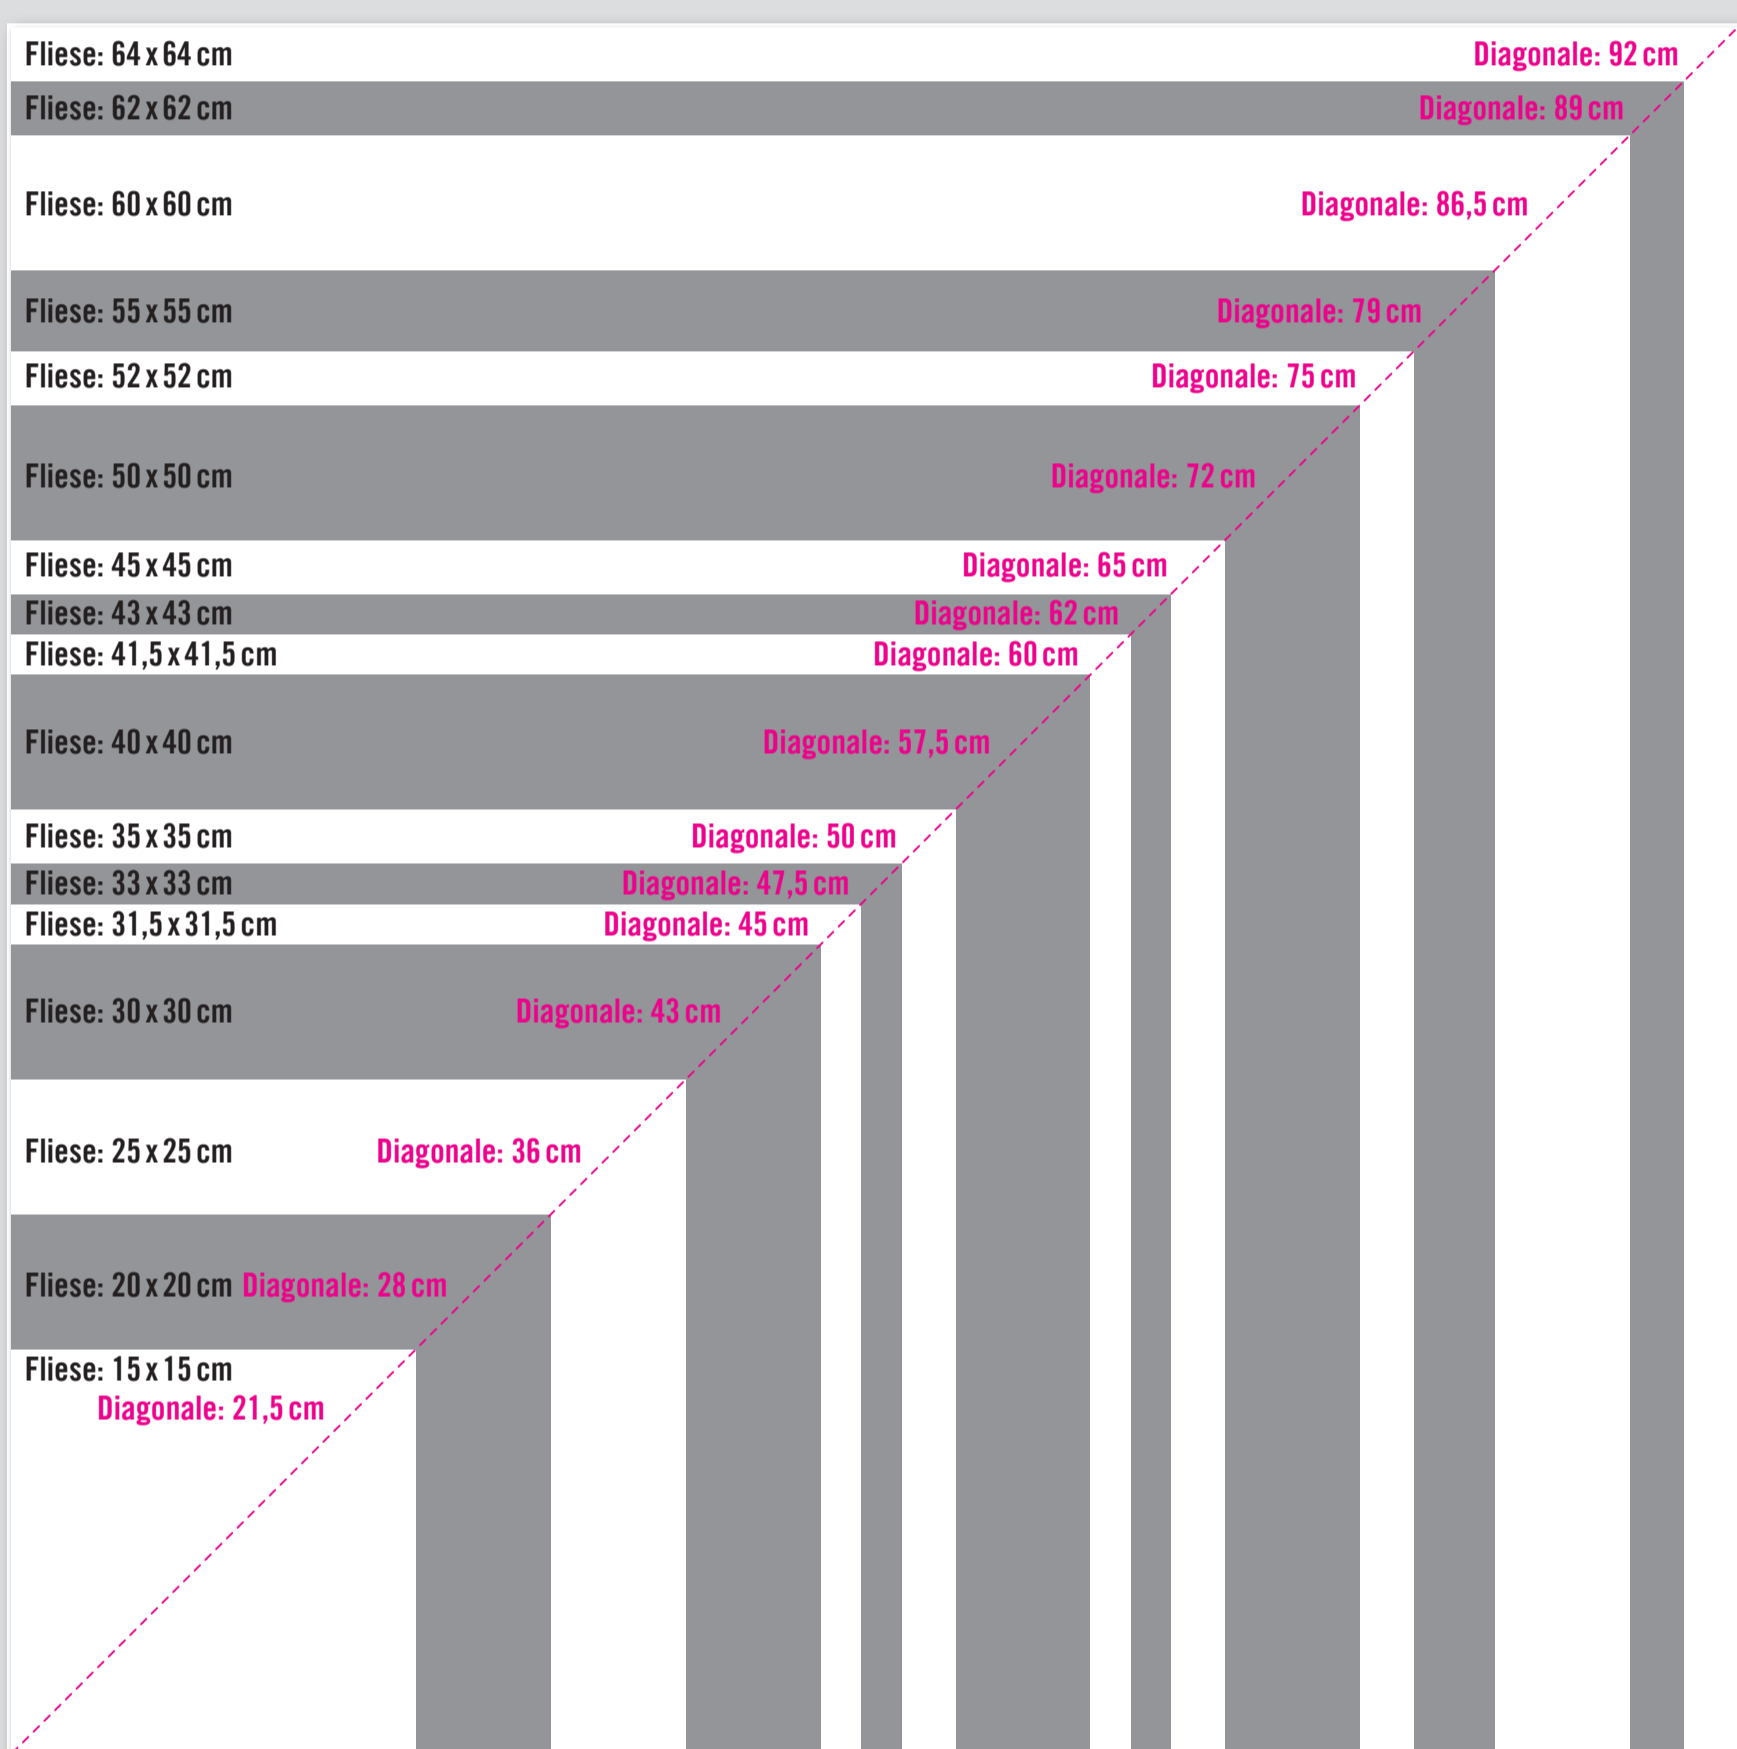 Fliese: 64 x 64 cm Diagonale: 92 cm
Fliese: 62 x 62 cm Diagonale: 89 cm
Fliese: 60 x 60 cm Diagonale: 86,5 cm
Fliese: 55 x 55 cm Diagonale: 79 cm
Fliese: 52 x 52 cm Diagonale: 75 cm
Fliese: 50 x 50 cm Diagonale: 72 cm
Fliese: 45 x 45 cm Diagonale: 65 cm
Fliese: 43 x 43 cm Diagonale: 62 cm
Fliese: 41,5 x 41,5 cm Diagonale: 60 cm
Fliese: 40 x 40 cm Diagonale: 57,5 cm
Fliese: 35 x 35 cm Diagonale: 50 cm
Fliese: 33 x 33 cm Diagonale: 47,5 cm
Fliese: 31,5 x 31,5 cm Diagonale: 45 cm
Fliese: 30 x 30 cm Diagonale: 43 cm
Fliese: 25 x 25 cm Diagonale: 36 cm
Fliese: 20 x 20 cm Diagonale: 28 cm
Fliese: 15 x 15 cm
Diagonale: 21,5 cm